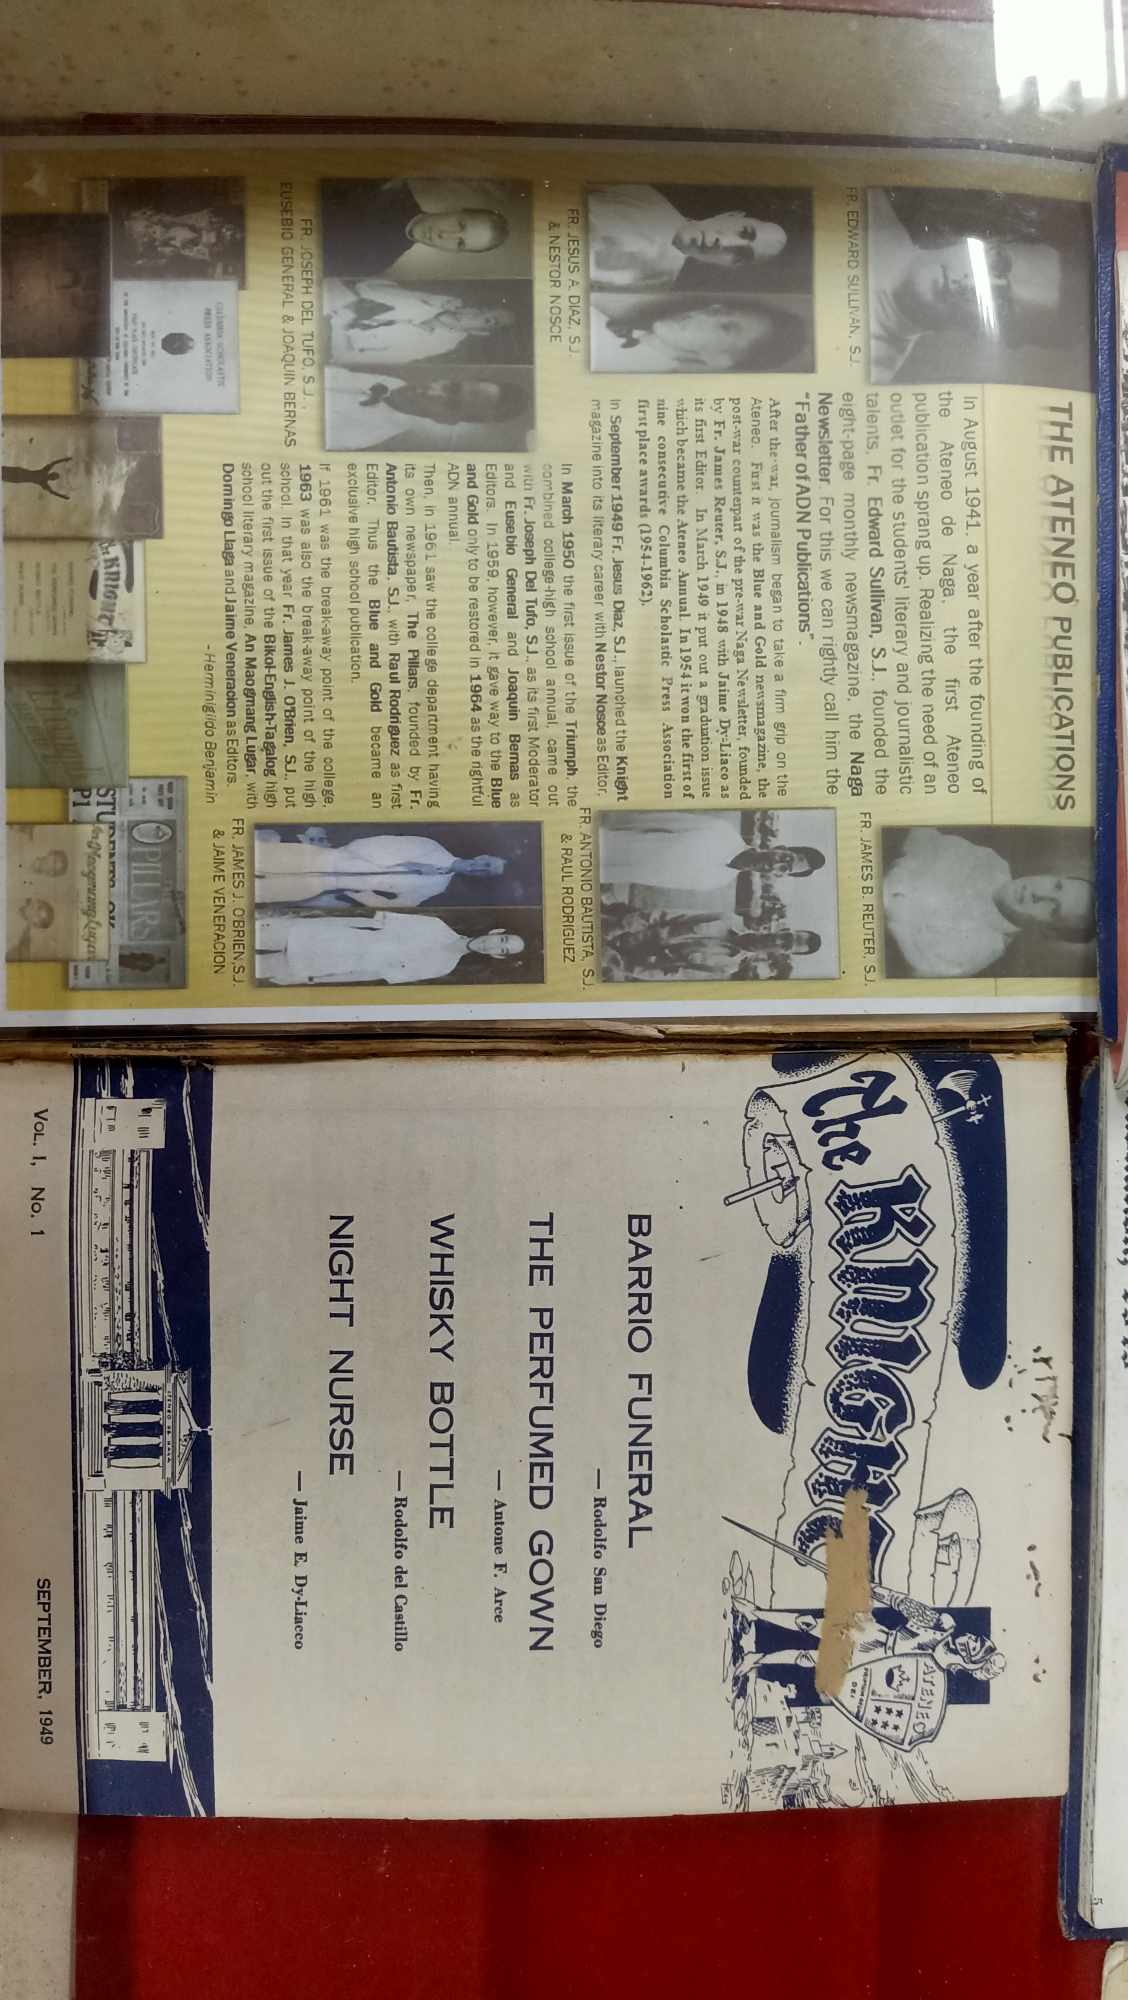 5
THE ATENEO PUBLICATIONS
In August 1941, a year after the founding of
the Ateneo de Naga, the first Ateneo
publication sprang up. Realizing the need of an
outlet for the students' literary and journalistic
talents, Fr. Edward Sullivan, S.J., founded the
eight-page monthly newsmagazine, the Naga
Newsletter. For this we can rightly call him the
"Father of ADN Publications".
After the war, journalism began to take a firm grip on the
Ateneo. First it was the Blue and Gold newsmagazine, the
post-war counterpart of the pre-war Naga Newsletter, founded
by Fr. James Reuter, S.J., in 1948 with Jaime Dy-Liaco as
its first Editor. In March 1949 it put out a graduation issue
which became the Ateneo Annual. In 1954 it won the first of
nine consecutive Columbia Scholastic Press Association
first place awards (1954-1962).
In September 1949 Fr. Jesus Diaz, S.J., launched the Knight
magazine into its literary career with Nestor Nosce as Editor.
In March 1950 the first issue of the Triumph, the
combined college-high school annual, came out
with Fr. Joseph Del Tufo, S.J., as its first Moderator
and Eusebio General and Joaquin Bernas as
Editors. In 1959, however, it gave way to the Blue
and Gold only to be restored in 1964 as the rightful
ADN annual.
Then, in 1961 saw the college department having
its own newspaper, The Pillars, founded by Fr.
Antonio Bautista, S.J., with Raul Rodriguez as first
Editor. Thus the Blue and Gold became an
exclusive high school publication.
If 1961 was the break-away point of the college,
1963 was also the break-away point of the high
school. In that year Fr. James J. O'Brien, S.J., put
out the first issue of the Bikol-English-Tagalog high
school literary magazine, An Maogmang Lugar, with
Domingo Llaga and Jaime Veneracion as Editors.
- Herminigildo Benjamin
FR. EDWARD SULLIVAN, S.J.
FR. JESUS A. DIAZ, S.J.
& NESTOR NOSCE
FR. JOSEPH DEL TUFO, S.J.,
EUSEBIO GENERAL & JOAQUIN BERNAS
FR. JAMES B. REUTER, S.J.
FR. ANTONIO BAUTISTA, S.J.
& RAUL RODRIGUEZ
FR. JAMES J. O'BRIEN,S.J.
& JAIME VENERACION
COLUMBIA SCHOLASTIC
PRESS ASSOCIATION
The KNIGHT
BARRIO FUNERAL
THE PERFUMED GOWN
WHISKY BOTTLE
NIGHT NURSE
PILLARS
An Maogmang Lugar
The KNIGH
ATENEO
DEI
BARRIO FUNERAL
— Rodolfo San Diego
THE PERFUMED GOWN
— Antone F. Arce
WHISKY BOTTLE
— Rodolfo del Castillo
NIGHT NURSE
— Jaime E. Dy-Liacco
ATENEO DE NAGA
VOL. I, NO. 1
SEPTEMBER, 1949